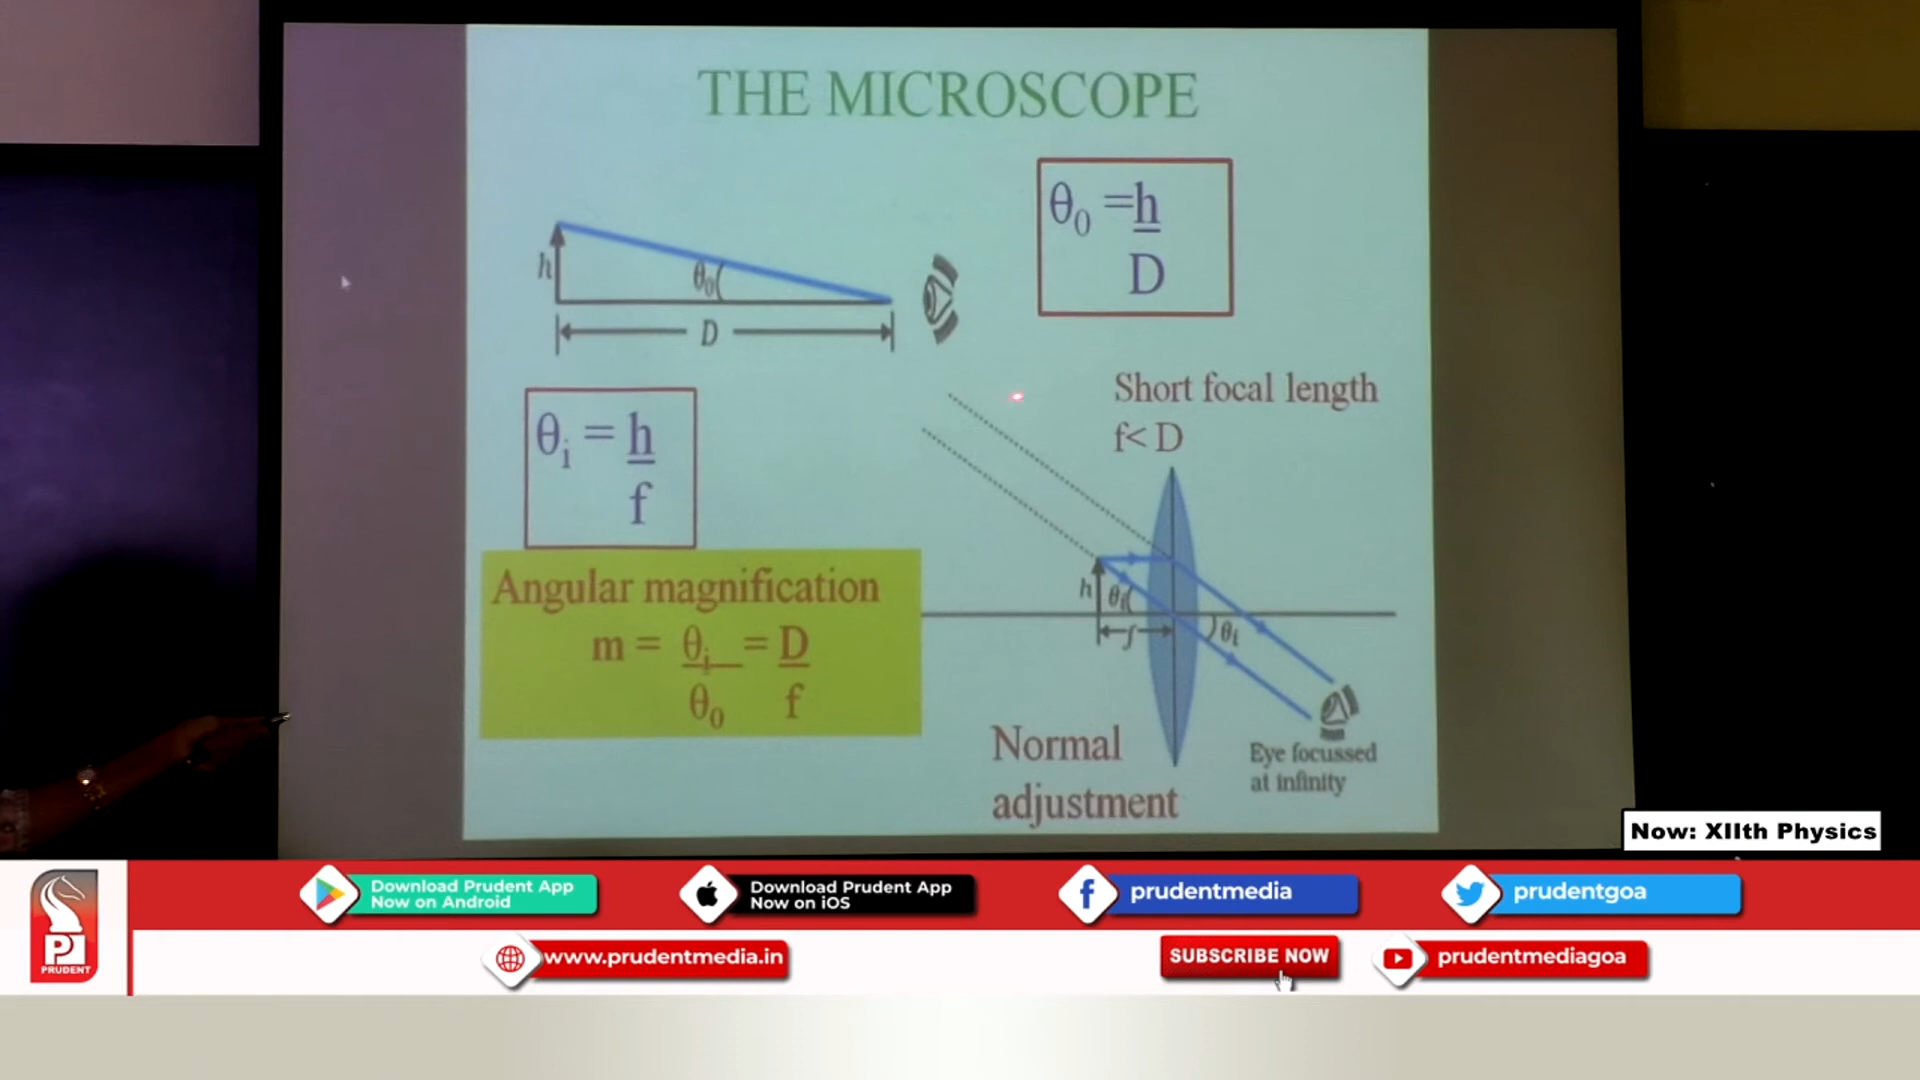 THE MICROSCOPE
θ₀ = h
D
h
θ₀
D
θᵢ = h
f
Short focal length
f< D
Angular magnification
m = θᵢ = D
θ₀ f
h
θᵢ
f
θᵢ
Normal
adjustment
Eye focussed
at infinity
Now: XIIth Physics
PRUDENT
Download Prudent App
Now on Android
Download Prudent App
Now on iOS
prudentmedia
prudentgoa
www.prudentmedia.in
SUBSCRIBE NOW
prudentmediagoa